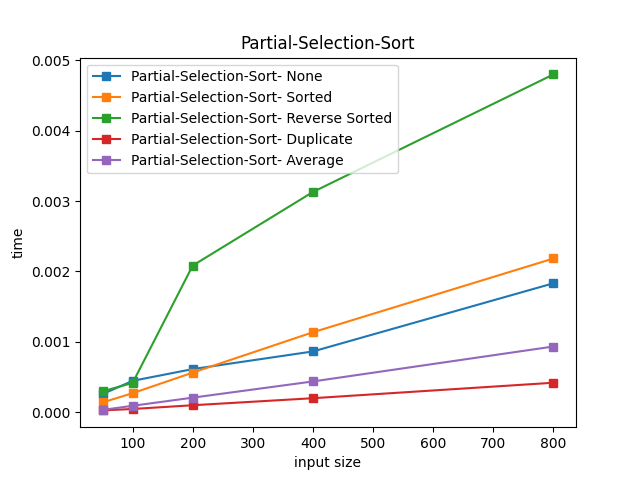 Partial-Selection-Sort
0.005
0.004
0.003
0.002
0.001
0.000
time
Partial-Selection-Sort- None
Partial-Selection-Sort- Sorted
Partial-Selection-Sort- Reverse Sorted
Partial-Selection-Sort- Duplicate
Partial-Selection-Sort- Average
100 200 300 400 500 600 700 800
input size